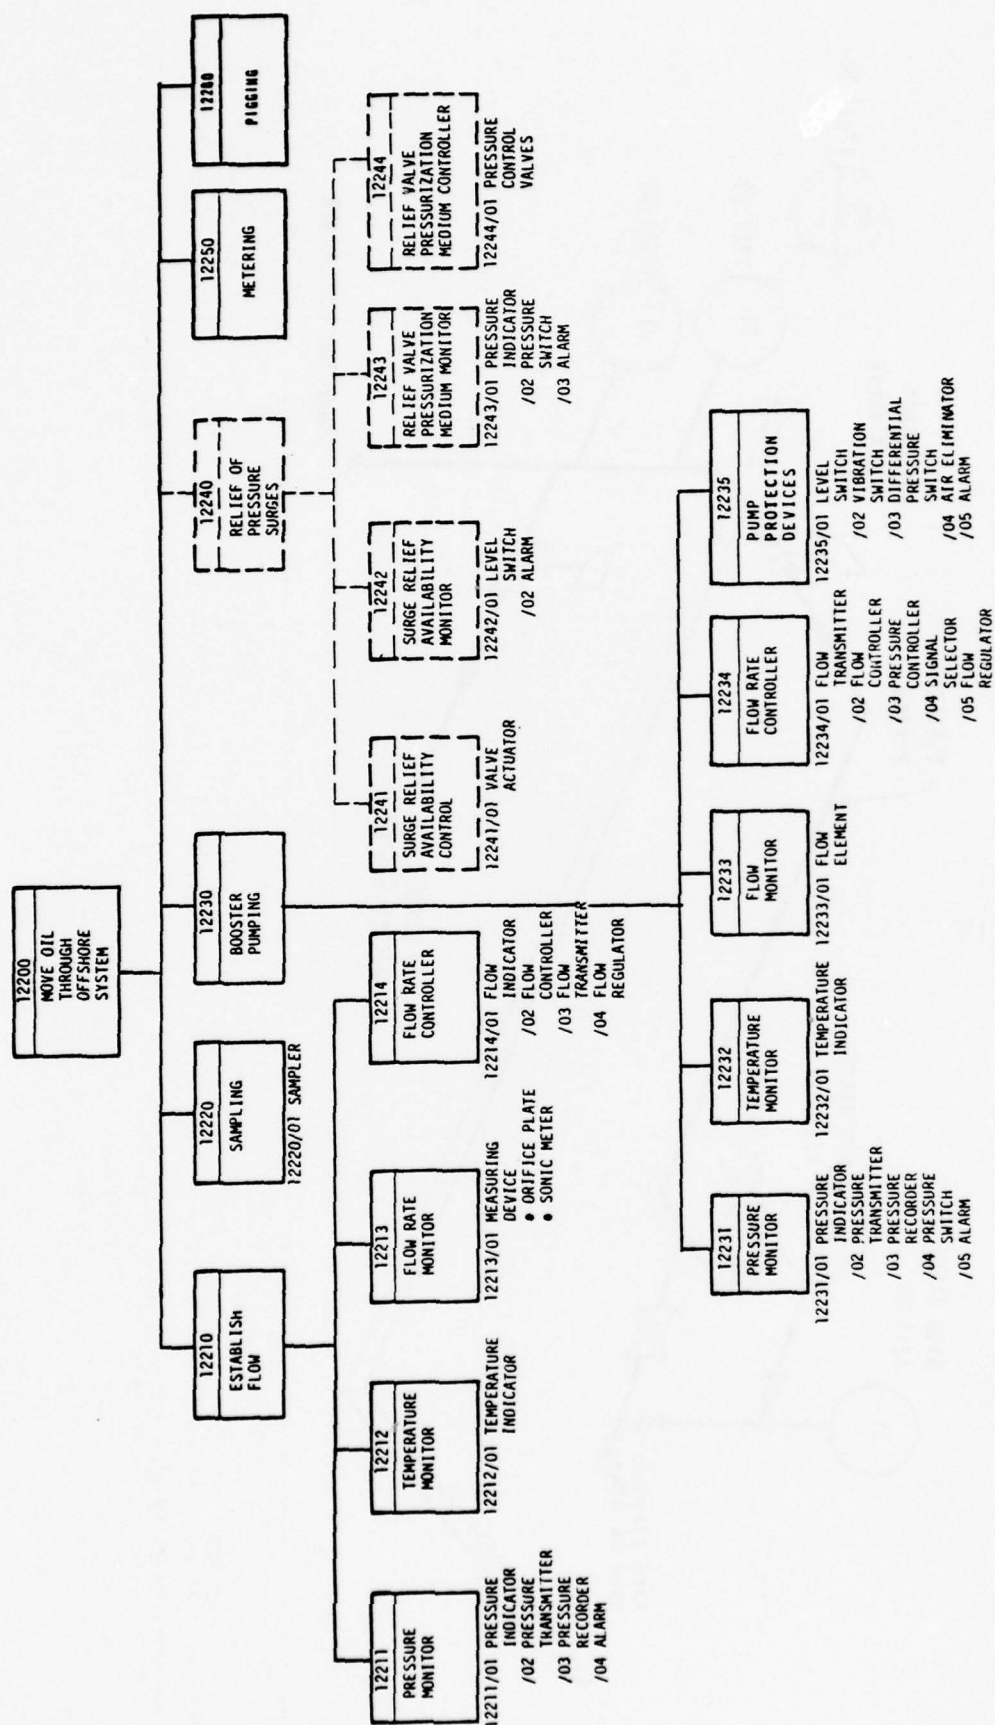 12200
MOVE OIL
THROUGH
OFFSHORE
SYSTEM
12210
ESTABLISH
FLOW
12220
SAMPLING
12220/01 SAMPLER
12230
BOOSTER
PUMPING
12240
RELIEF OF
PRESSURE
SURGES
12250
METERING
12280
PIGGING
12211
PRESSURE
MONITOR
12211/01 PRESSURE
INDICATOR
/02 PRESSURE
TRANSMITTER
/03 PRESSURE
RECORDER
/04 ALARM
12212
TEMPERATURE
MONITOR
12212/01 TEMPERATURE
INDICATOR
12213
FLOW RATE
MONITOR
12213/01 MEASURING
DEVICE
• ORIFICE PLATE
• SONIC METER
12214
FLOW RATE
CONTROLLER
12214/01 FLOW
INDICATOR
/02 FLOW
CONTROLLER
/03 FLOW
TRANSMITTER
/04 FLOW
REGULATOR
12241
SURGE RELIEF
AVAILABILITY
CONTROL
12241/01 VALVE
ACTUATOR
12242
SURGE RELIEF
AVAILABILITY
MONITOR
12242/01 LEVEL
SWITCH
/02 ALARM
12243
RELIEF VALVE
PRESSURIZATION
MEDIUM MONITOR
12243/01 PRESSURE
INDICATOR
/02 PRESSURE
SWITCH
/03 ALARM
12244
RELIEF VALVE
PRESSURIZATION
MEDIUM CONTROLLER
12244/01 PRESSURE
CONTROL
VALVES
12231
PRESSURE
MONITOR
12231/01 PRESSURE
INDICATOR
/02 PRESSURE
TRANSMITTER
/03 PRESSURE
RECORDER
/04 PRESSURE
SWITCH
/05 ALARM
12232
TEMPERATURE
MONITOR
12232/01 TEMPERATURE
INDICATOR
12233
FLOW
MONITOR
12233/01 FLOW
ELEMENT
12234
FLOW RATE
CONTROLLER
12234/01 FLOW
TRANSMITTER
/02 FLOW
CONTROLLER
/03 PRESSURE
CONTROLLER
/04 SIGNAL
SELECTOR
/05 FLOW
REGULATOR
12235
PUMP
PROTECTION
DEVICES
12235/01 LEVEL
SWITCH
/02 VIBRATION
SWITCH
/03 DIFFERENTIAL
PRESSURE
SWITCH
/04 AIR ELIMINATOR
/05 ALARM